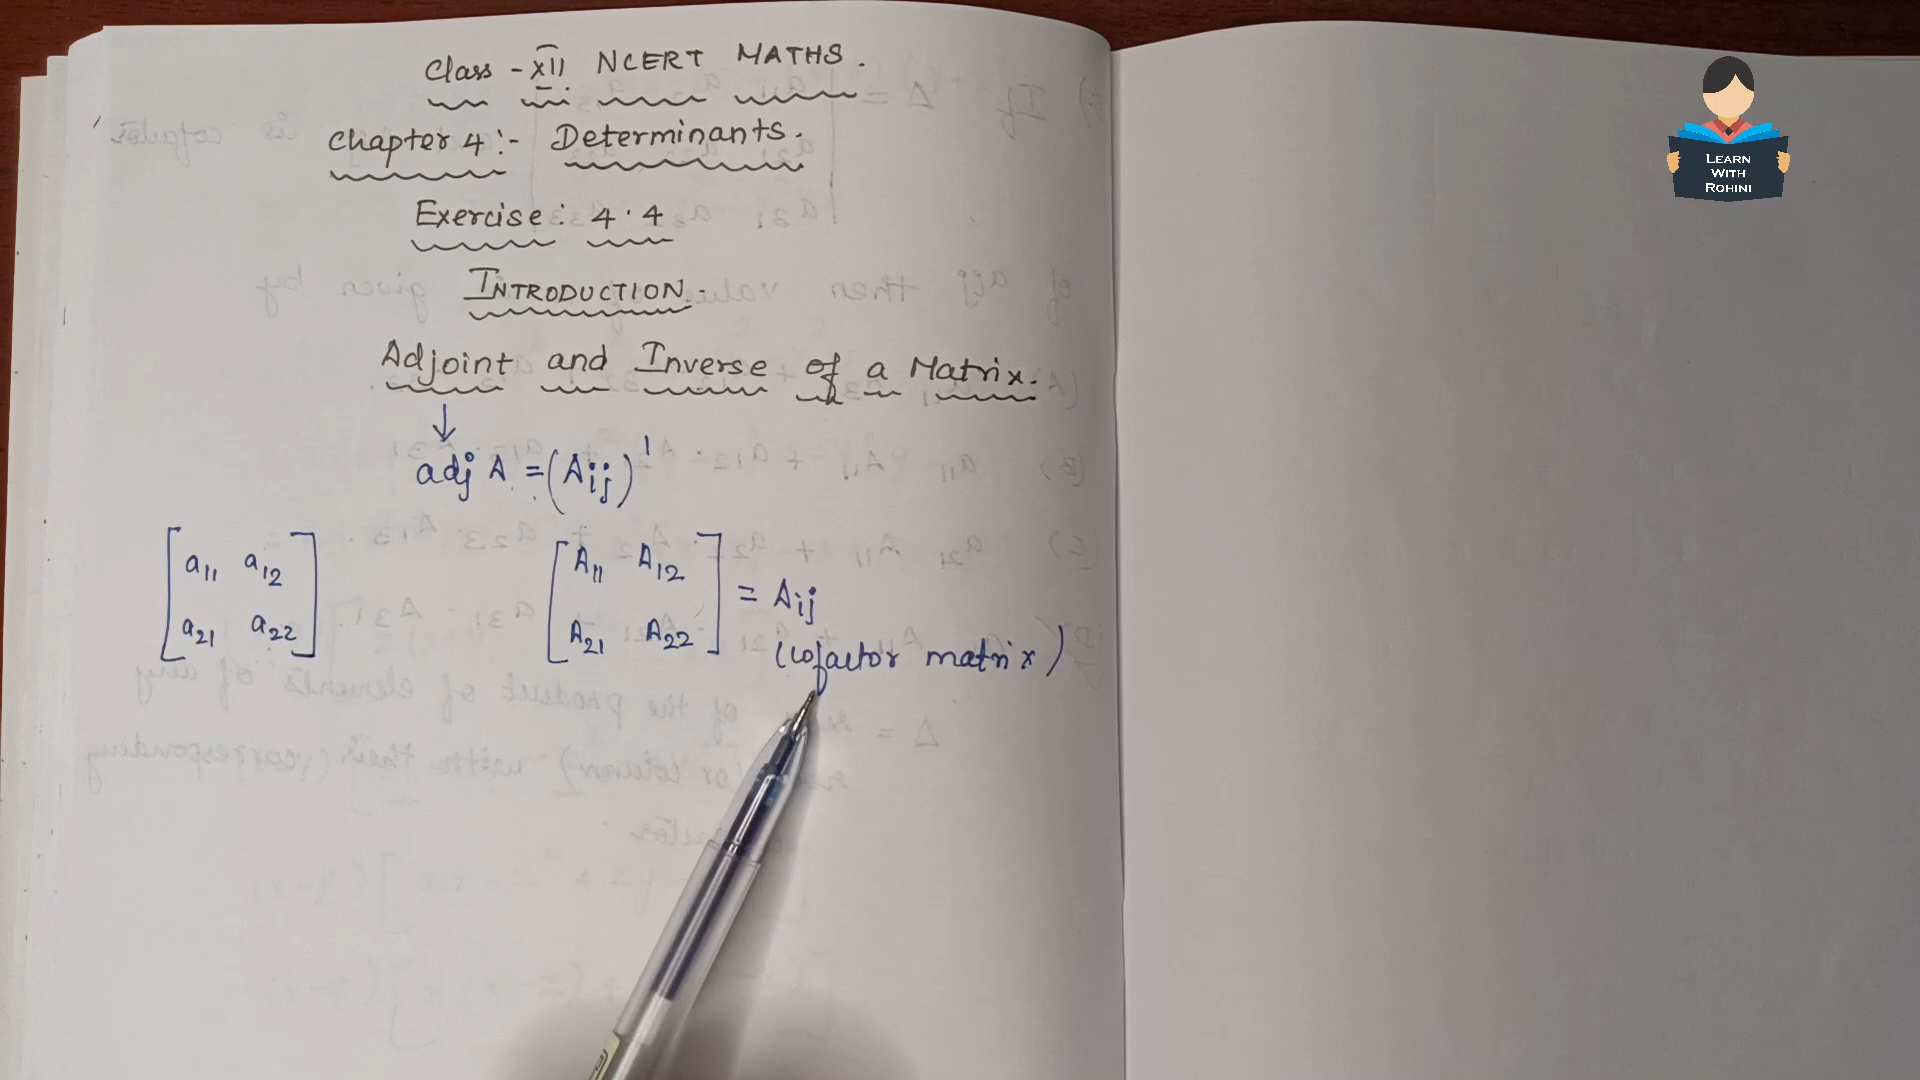 Class - XII NCERT MATHS.
Chapter 4:- Determinants.
Exercise: 4.4
INTRODUCTION.
Adjoint and Inverse of a Matrix.
↓
adj A = (Aij)'
[a11 a12
a21 a22]
[A11 A12
A21 A22] = Aij
(cofactor matrix)
LEARN
WITH
ROHINI